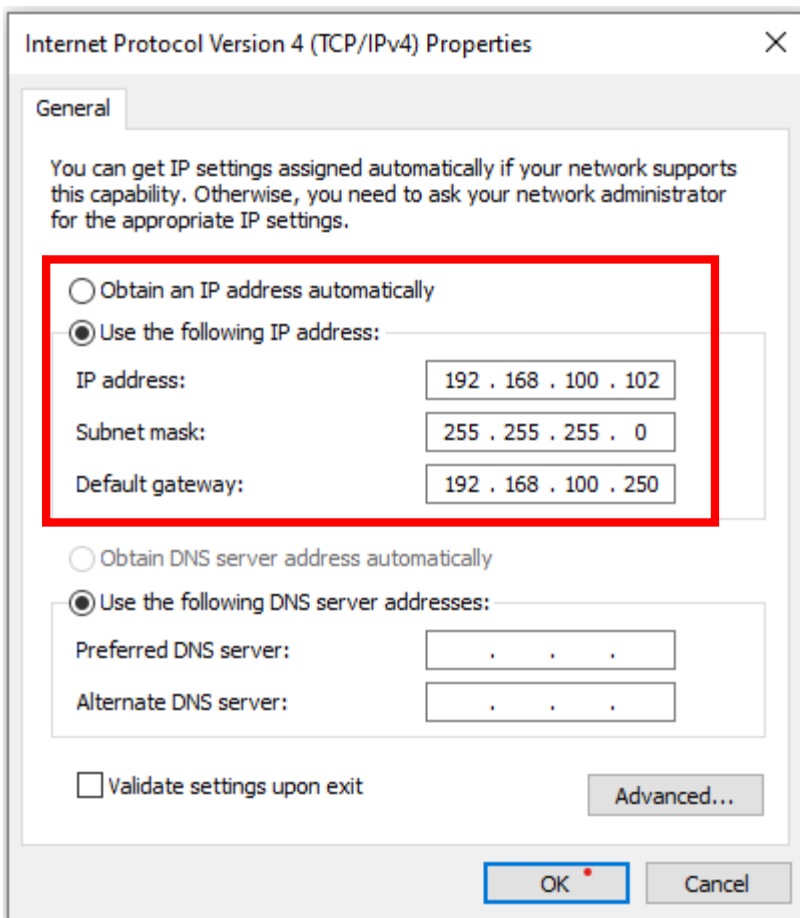 Internet Protocol Version 4 (TCP/IPv4) Properties
General
You can get IP settings assigned automatically if your network supports
this capability. Otherwise, you need to ask your network administrator
for the appropriate IP settings.
Obtain an IP address automatically
Use the following IP address:
IP address: 192 . 168 . 100 . 102
Subnet mask: 255 . 255 . 255 . 0
Default gateway: 192 . 168 . 100 . 250
Obtain DNS server address automatically
Use the following DNS server addresses:
Preferred DNS server: . . .
Alternate DNS server: . . .
Validate settings upon exit
Advanced...
OK Cancel